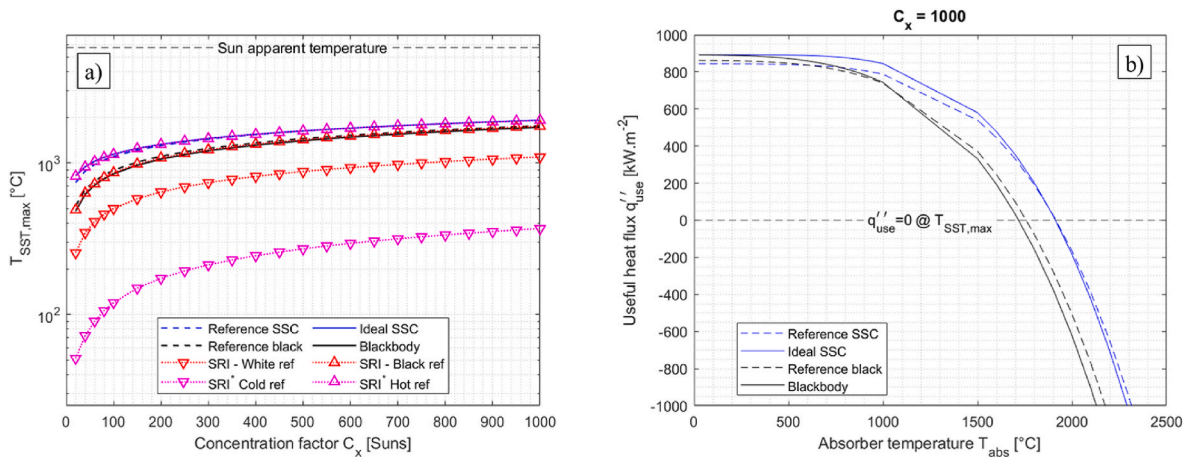 a)
Sun apparent temperature
10³
10²
T_SST,max [°C]
Reference SSC
Ideal SSC
Reference black
Blackbody
SRI - White ref
SRI - Black ref
SRI* Cold ref
SRI* Hot ref
0 100 200 300 400 500 600 700 800 900 1000
Concentration factor C_x [Suns]
C_x = 1000
b)
1000
800
600
400
200
0
-200
-400
-600
-800
-1000
Useful heat flux q''_use [kW.m⁻²]
q''_use=0 @ T_SST,max
Reference SSC
Ideal SSC
Reference black
Blackbody
0 500 1000 1500 2000 2500
Absorber temperature T_abs [°C]